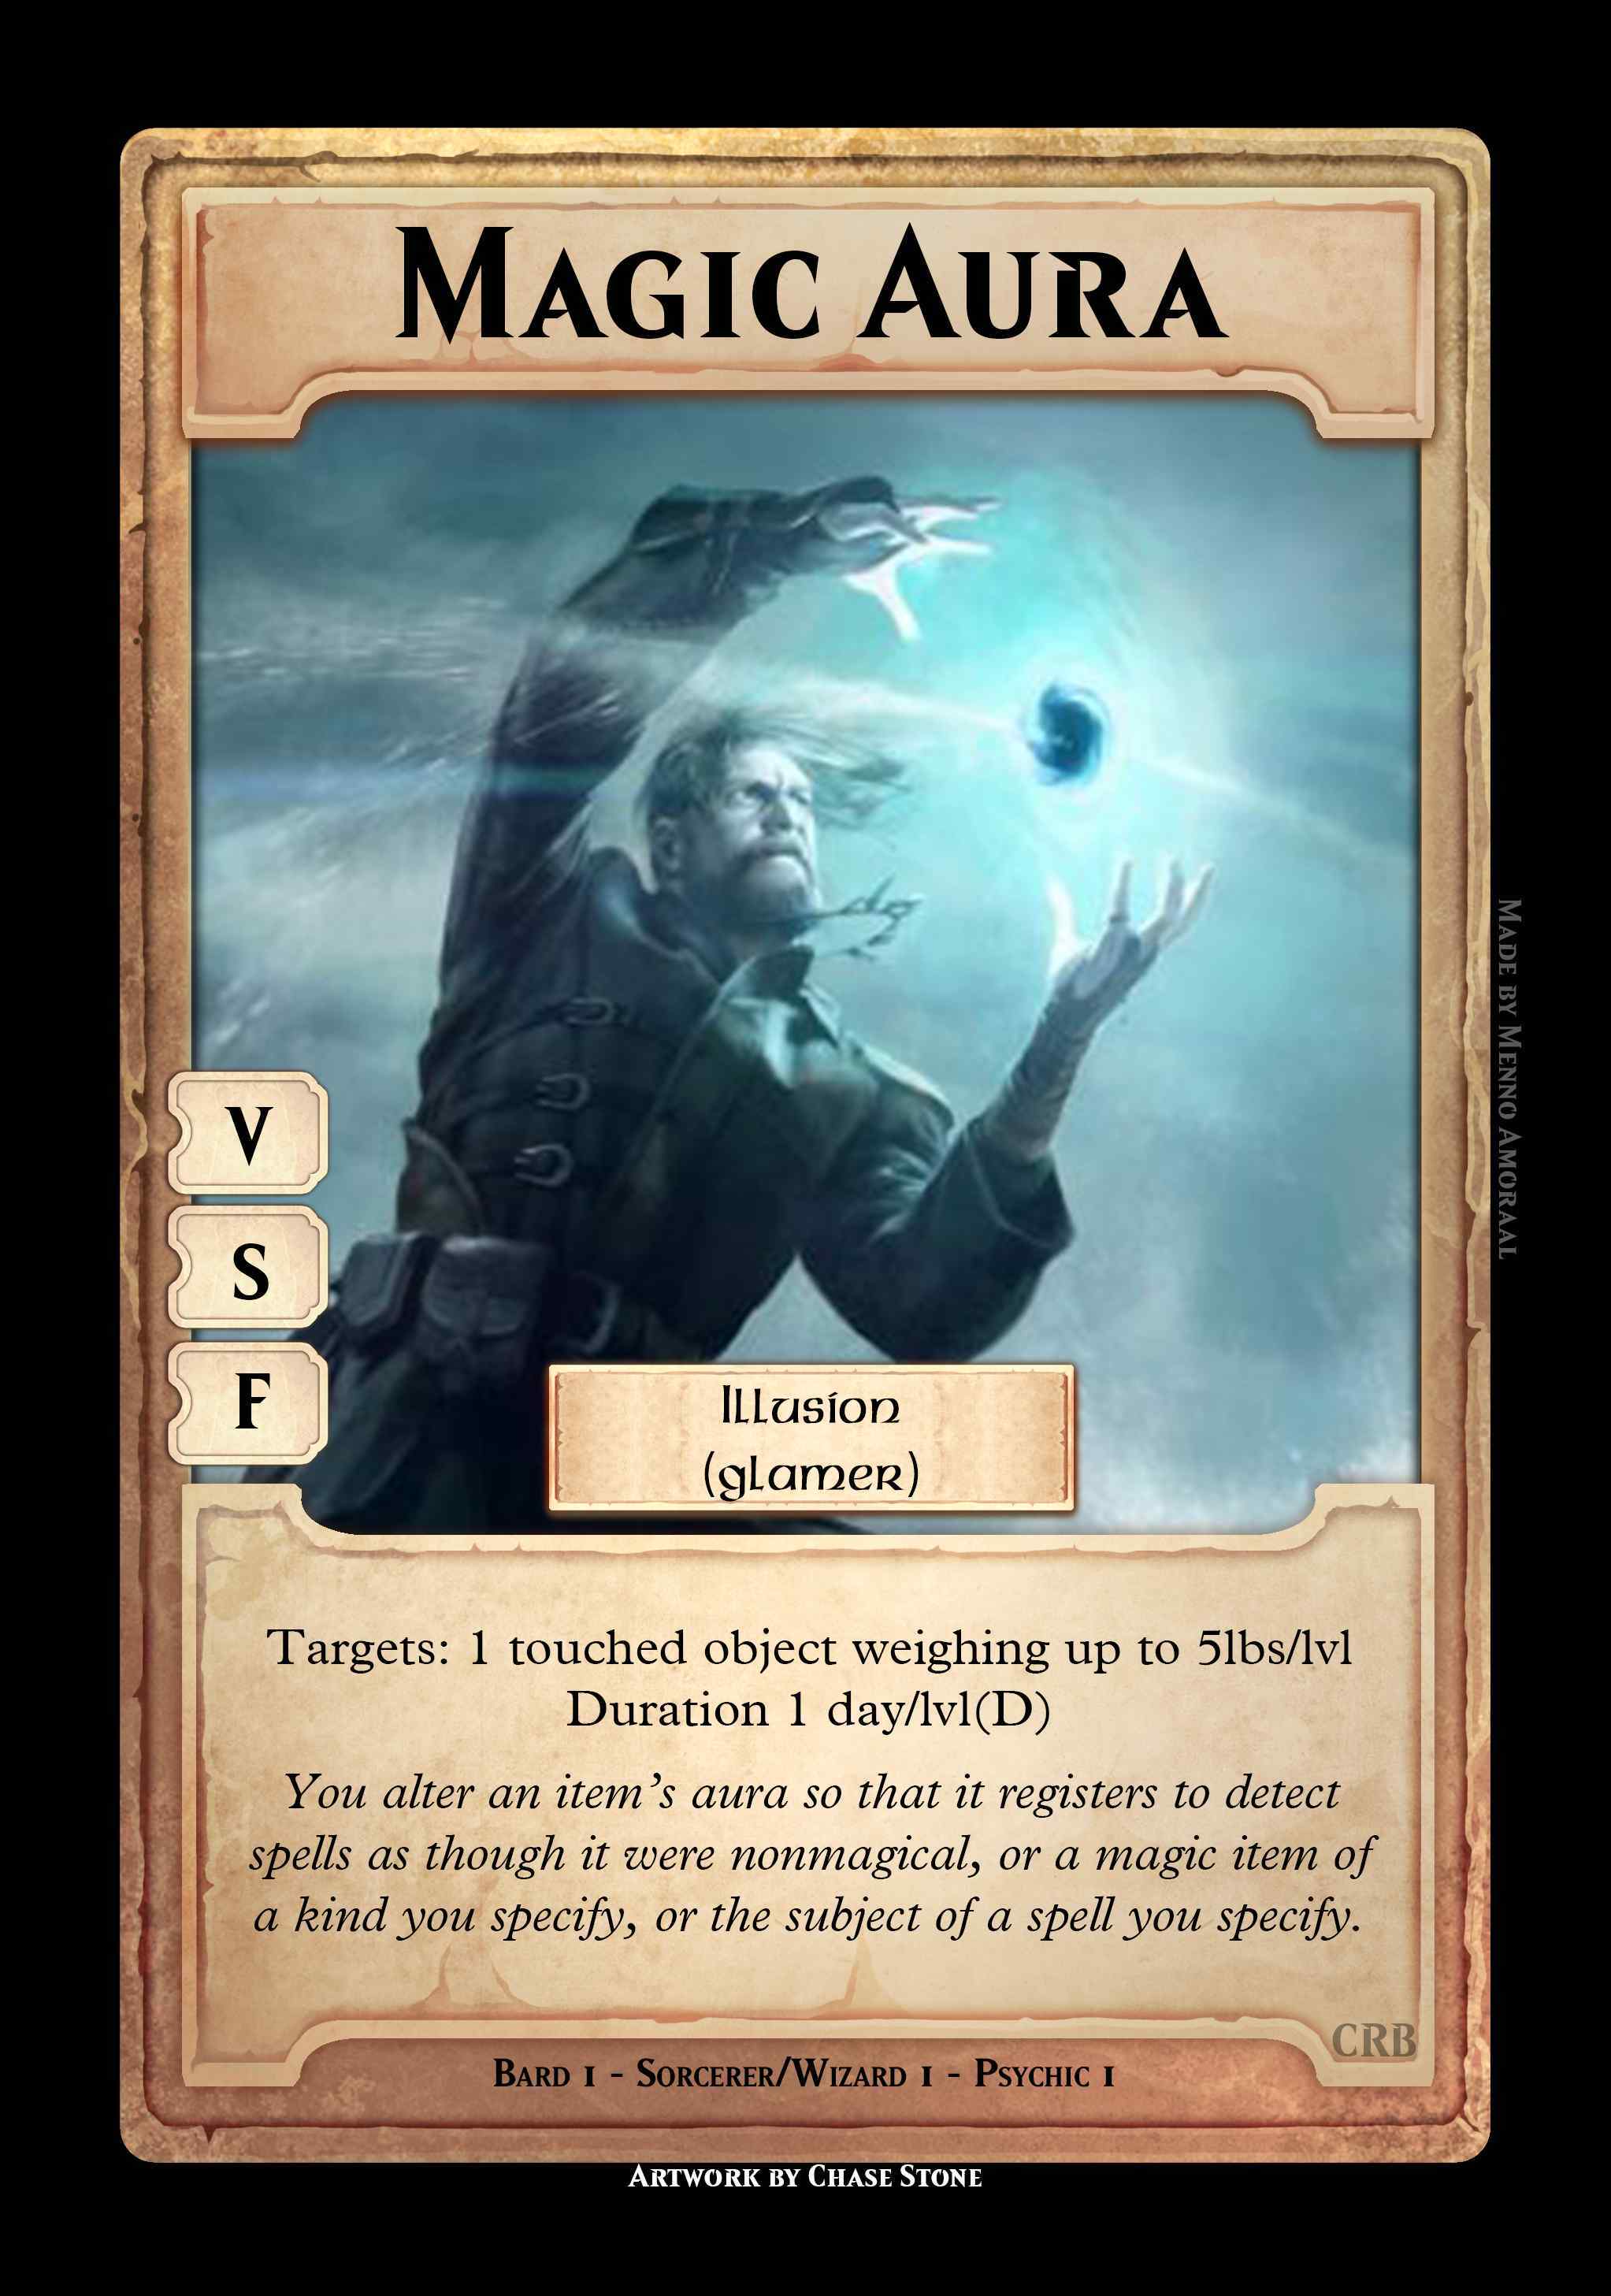 Magic Aura
Made by Menno Amoraal
V
S
F
Illusion
(glamer)
Targets: 1 touched object weighing up to 5lbs/lvl
Duration 1 day/lvl(D)
You alter an item’s aura so that it registers to detect
spells as though it were nonmagical, or a magic item of
a kind you specify, or the subject of a spell you specify.
CRB
Bard 1 - Sorcerer/Wizard 1 - Psychic 1
Artwork by Chase Stone